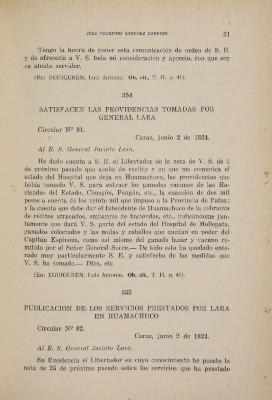 JOSE FAUSTINO SANCHEZ CARRION 61
Tengo la honra de poner esta comunicación de orden de S. E.
y de ofrecerle a V. S. toda mi consideración y aprecio, con que soy
su atento servidor.
(En: EGUIGUREN, Luis Antonio. Ob. cit., T. II. p. 41).
354
SATISFACEN LAS PROVIDENCIAS TOMADAS POR
GENERAL LARA
Circular Nº 81.
Caraz, junio 2 de 1824.
Al B. S. General Jacinto Lara.
He dado cuenta a S. E. el Libertador de la nota de V. S. de 2
de próximo pasado que acabo de recibir y en que me comunica el
estado del Hospital que deja en Huamachuco, las providencias que
había tomado V. S. para extraer los ganados vacunos de las Ha-
ciendas del Estado, Chusgón, Pungún, etc., la exacción de dos mil
pesos a cuenta de los veinte mil que impuso a la Provincia de Pataz;
y la cuenta que debe dar el Intendente de Huamachuco de la cobranza
de réditos atrasados, embargos de haciendas, etc., indicándome jun-
tamente que dará V. S. parte del estado del Hospital de Mollepata,
ganados colectados y las mulas y caballos que quedan en poder del
Capitán Espinoza, como así mismo del ganado lanar y vacuno re-
mitido por el Señor General Sucre.— De todo esto ha quedado ente-
rado muy particularmente S. E. y satisfecho de las medidas que
V. S. ha tomado.— Dios, etc.
(En: EGUIGUREN, Luis Antonio. Ob. cit., T. II. p. 40).
355
PUBLICACION DE LOS SERVICIOS PRESTADOS POR LARA
EN HUAMACHUCO
Circular Nº 82.
Caraz, junio 2 de 1824.
Al B. S. General Jacinto Lara.
Su Excelencia el Libertador en cuyo conocimiento he puesto la
nota de 25 de próximo pasado sobre los servicios que ha prestado